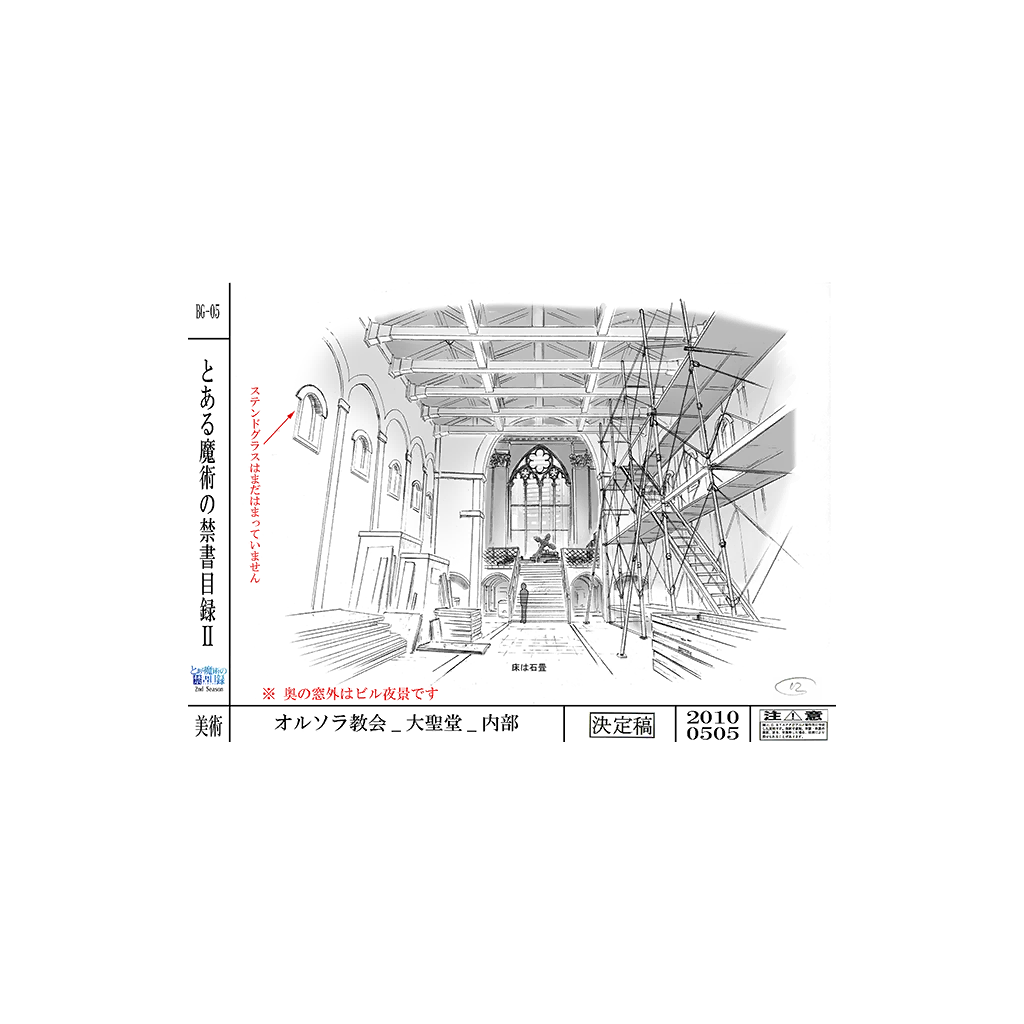 BG-05
とある魔術の禁書目録Ⅱ
とある魔術の
禁書目録
2nd Season
ステンドグラスはまだはまっていません
床は石畳
12
※ 奥の窓外はビル夜景です
美術
オルソラ教会_大聖堂_内部
決定稿
2010
0505
注⚠意